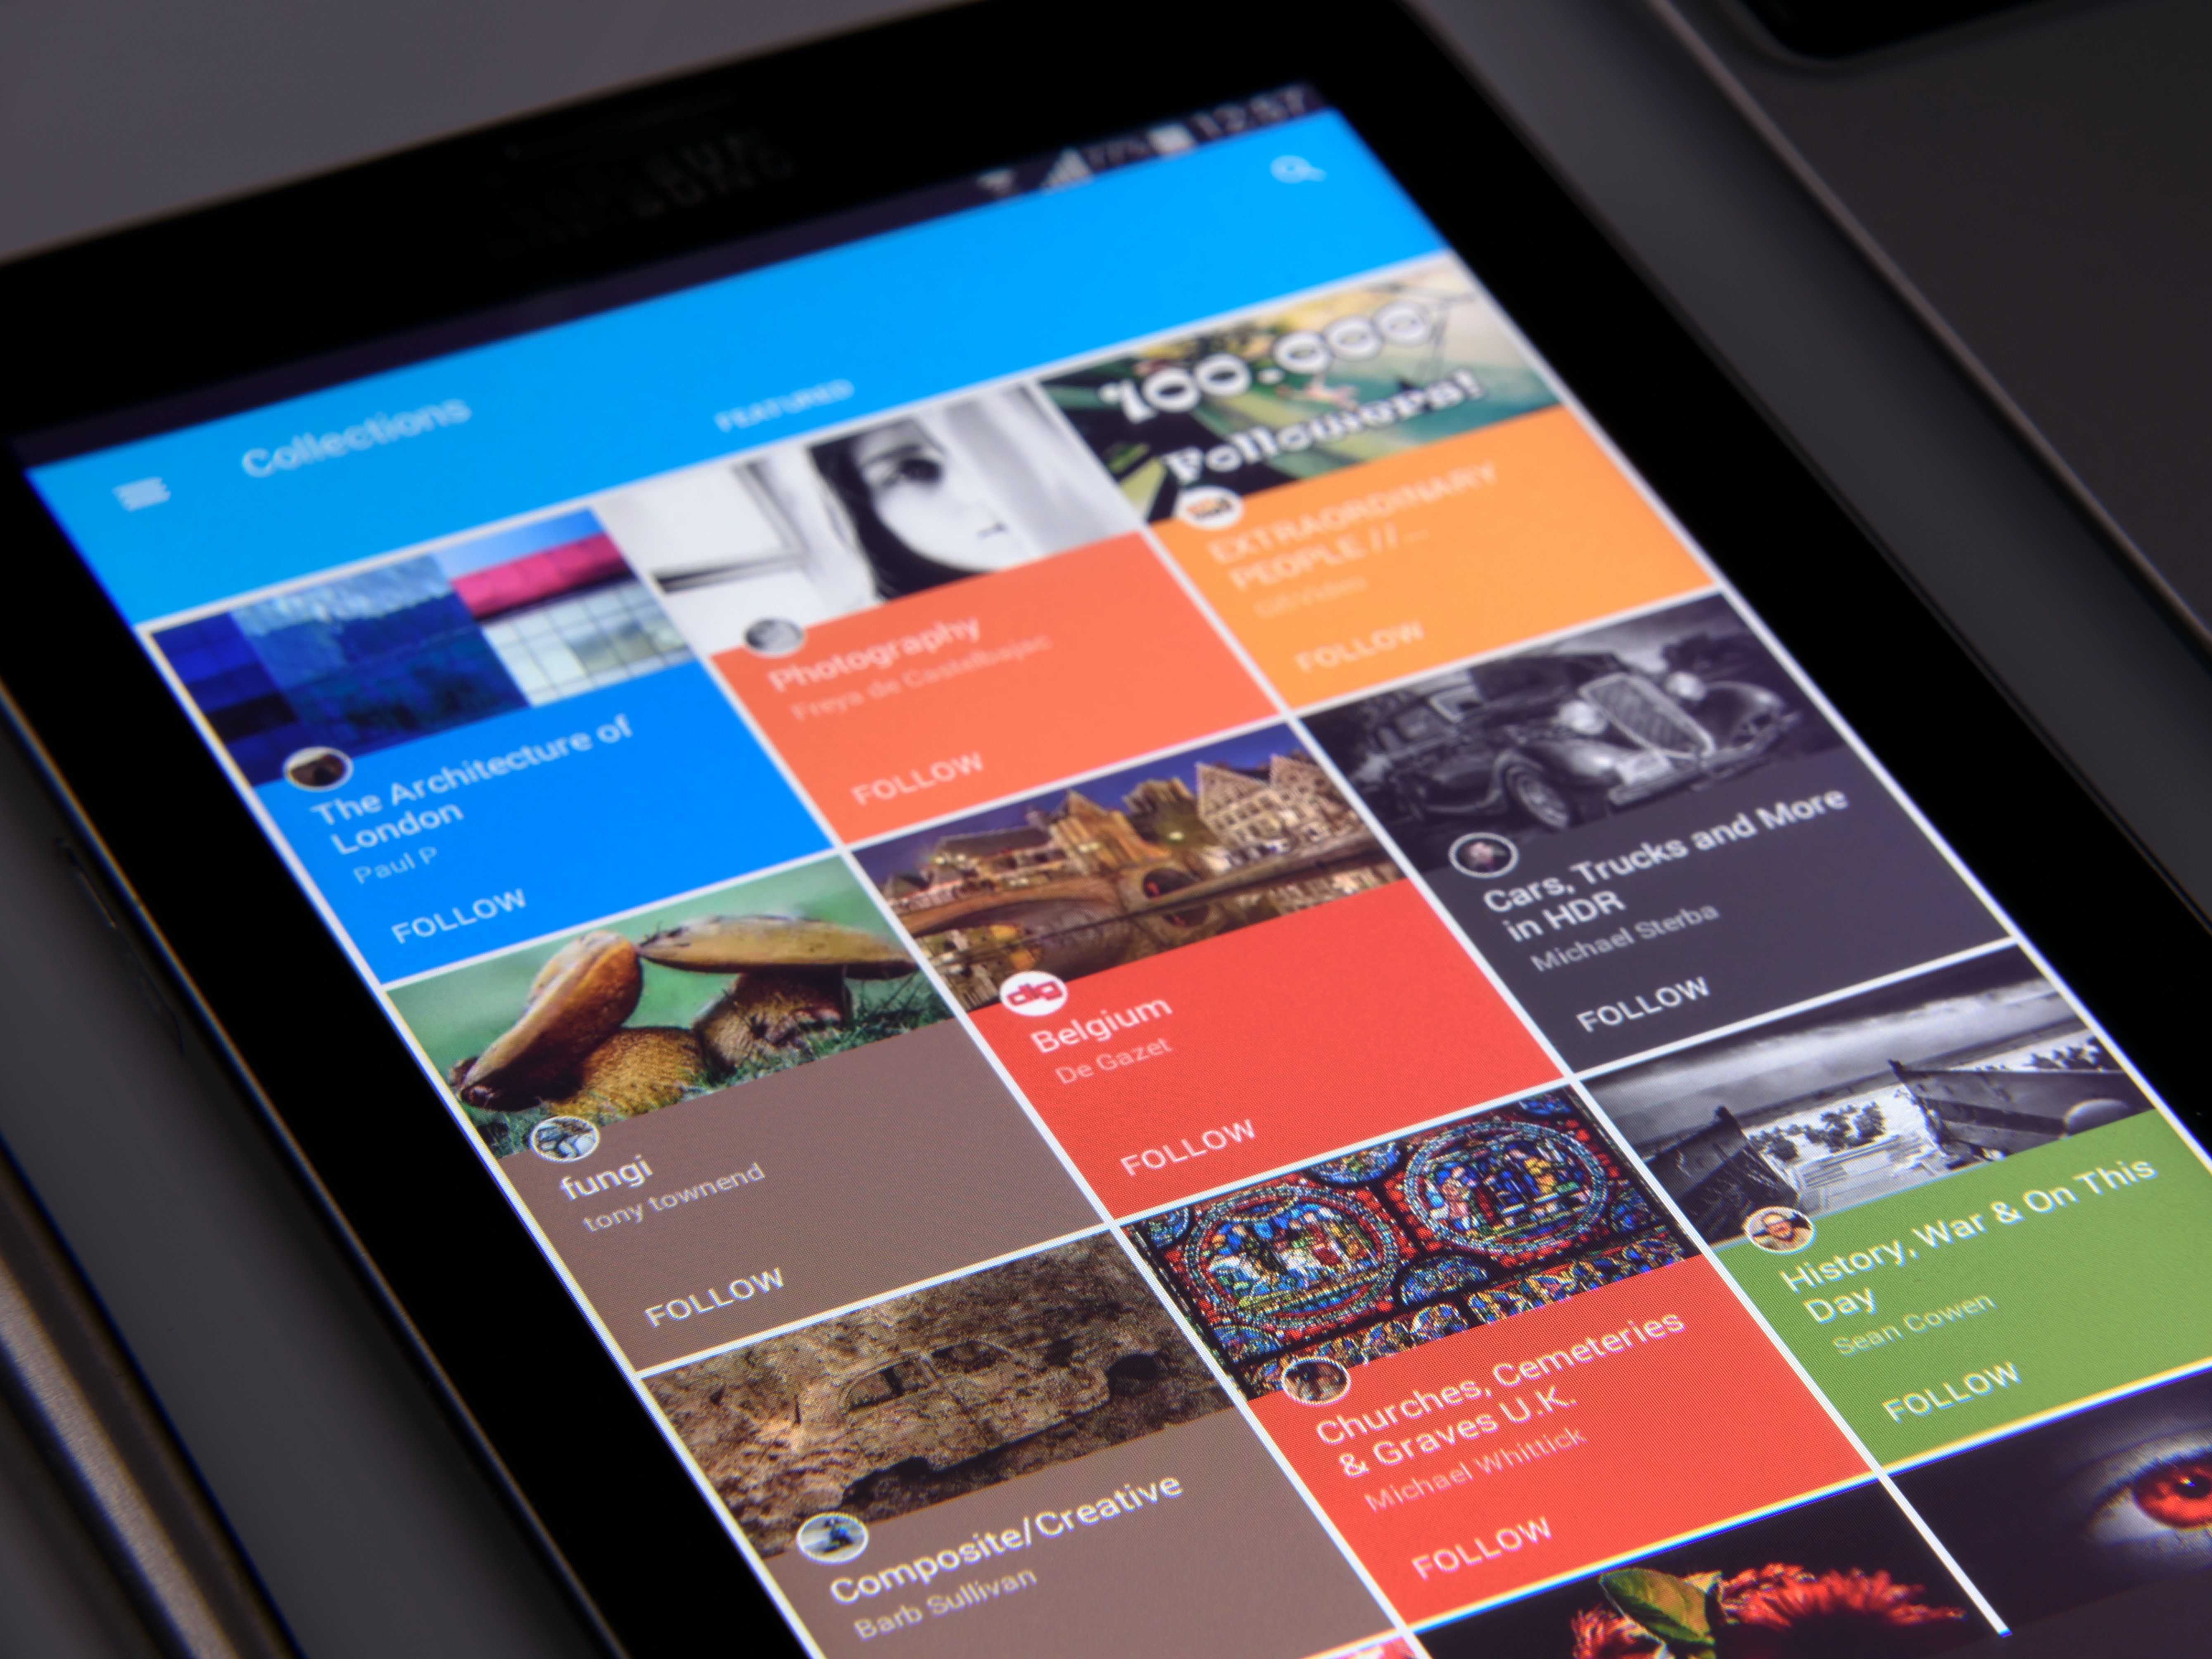 12:57
Collections
FEATURED
The Architecture of
London
Paul P
FOLLOW
Photography
Freya de Castelbajac
FOLLOW
100.000
Followers!
EXTRAORDINARY
PEOPLE //...
FOLLOW
fungi
tony townend
FOLLOW
dg
Belgium
De Gazet
FOLLOW
Cars, Trucks and More
in HDR
Michael Sterba
FOLLOW
Composite/Creative
Barb Sullivan
Churches, Cemeteries
& Graves U.K.
Michael Whittick
FOLLOW
History, War & On This
Day
Sean Cowen
FOLLOW